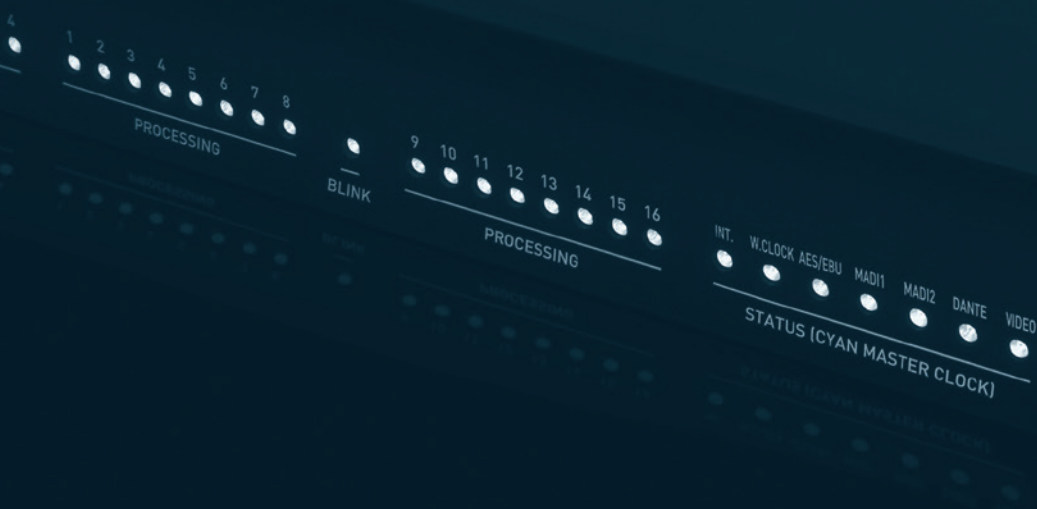 4
1 2 3 4 5 6 7 8
PROCESSING
BLINK
9 10 11 12 13 14 15 16
PROCESSING
INT. W.CLOCK AES/EBU MADI1 MADI2 DANTE VIDEO
STATUS (CYAN MASTER CLOCK)